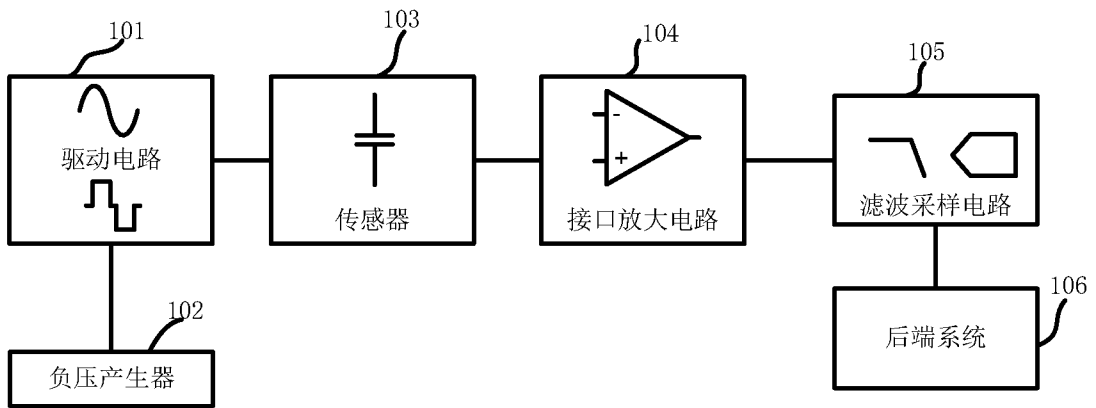 101
103
104
105
驱动电路
传感器
接口放大电路
-
+
滤波采样电路
102
负压产生器
106
后端系统